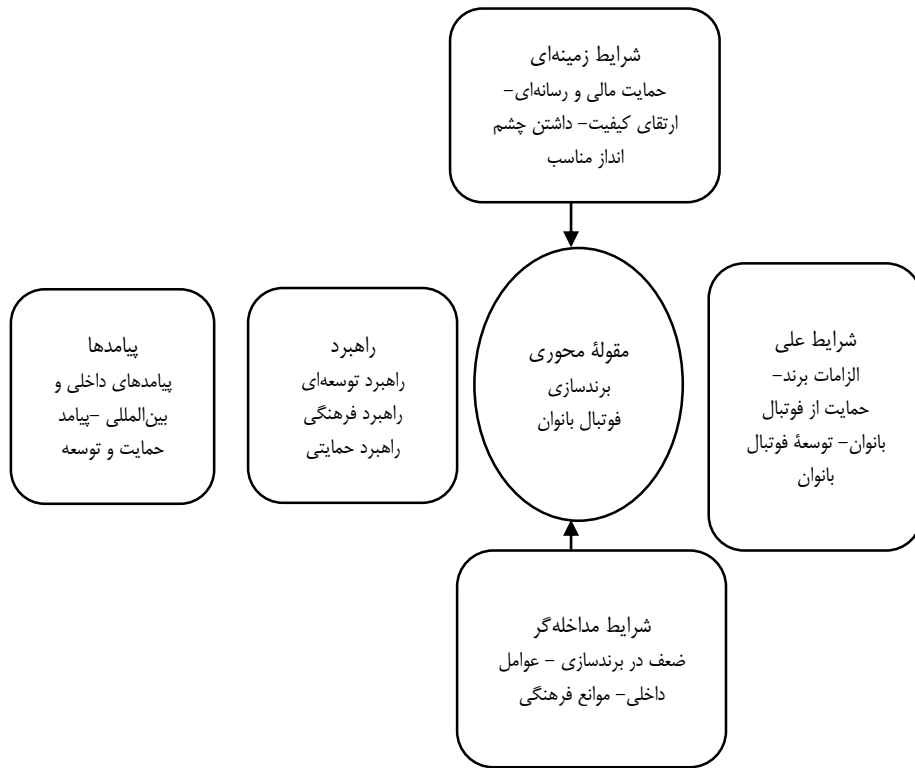 شرایط زمینه‌ای
حمایت مالی و رسانه‌ای–
ارتقای کیفیت– داشتن چشم
انداز مناسب
شرایط علی
الزامات برند–
حمایت از فوتبال
بانوان– توسعۀ فوتبال
بانوان
مقولۀ محوری
برندسازی
فوتبال بانوان
راهبرد
راهبرد توسعه‌ای
راهبرد فرهنگی
راهبرد حمایتی
پیامدها
پیامدهای داخلی و
بین‌المللی –پیامد
حمایت و توسعه
شرایط مداخله‌گر
ضعف در برندسازی – عوامل
داخلی– موانع فرهنگی